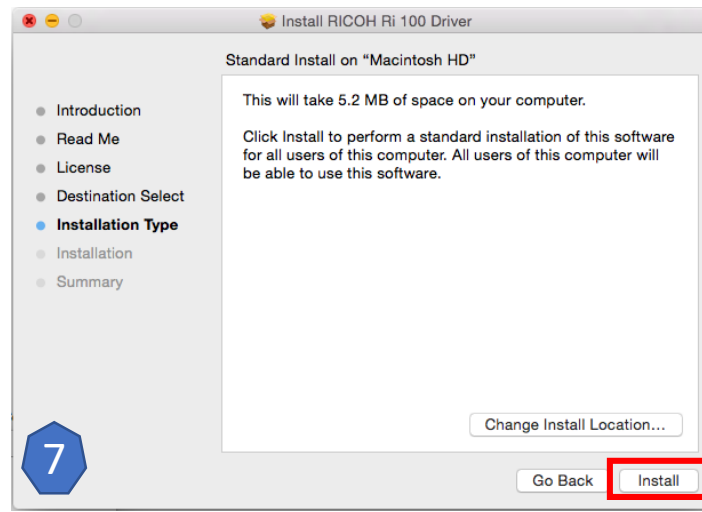 Install RICOH Ri 100 Driver
Standard Install on “Macintosh HD”
Introduction
Read Me
License
Destination Select
Installation Type
Installation
Summary
This will take 5.2 MB of space on your computer.
Click Install to perform a standard installation of this software
for all users of this computer. All users of this computer will
be able to use this software.
Change Install Location...
7
Go Back
Install